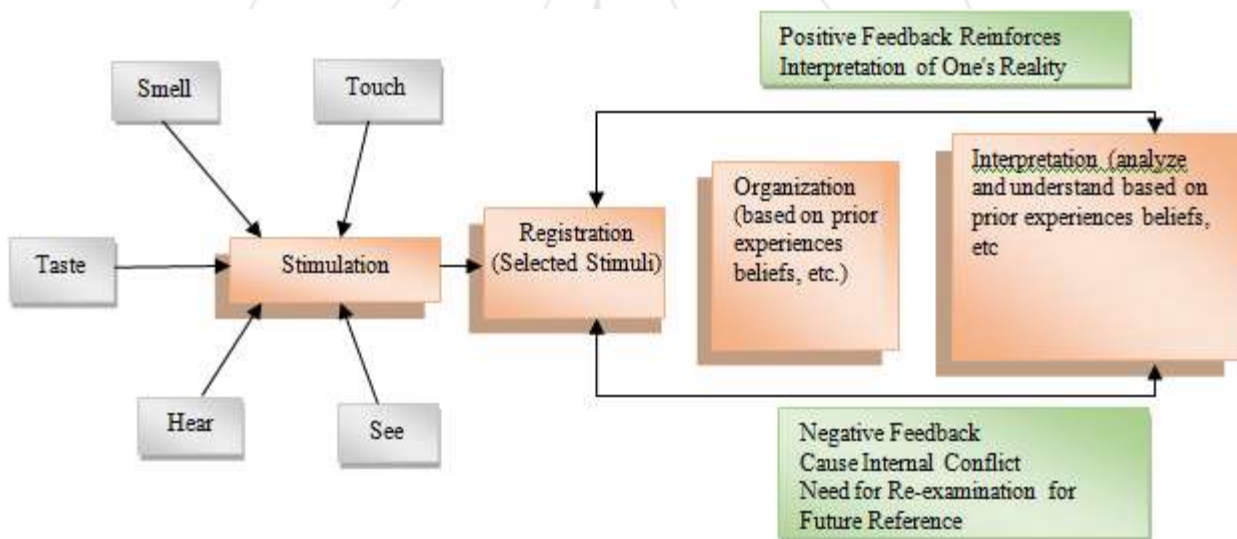 Smell
Touch
Taste
Hear
See
Stimulation
Registration
(Selected Stimuli)
Organization
(based on prior
experiences
beliefs, etc.)
Interpretation (analyze
and understand based on
prior experiences beliefs,
etc
Positive Feedback Reinforces
Interpretation of One's Reality
Negative Feedback
Cause Internal Conflict
Need for Re-examination for
Future Reference